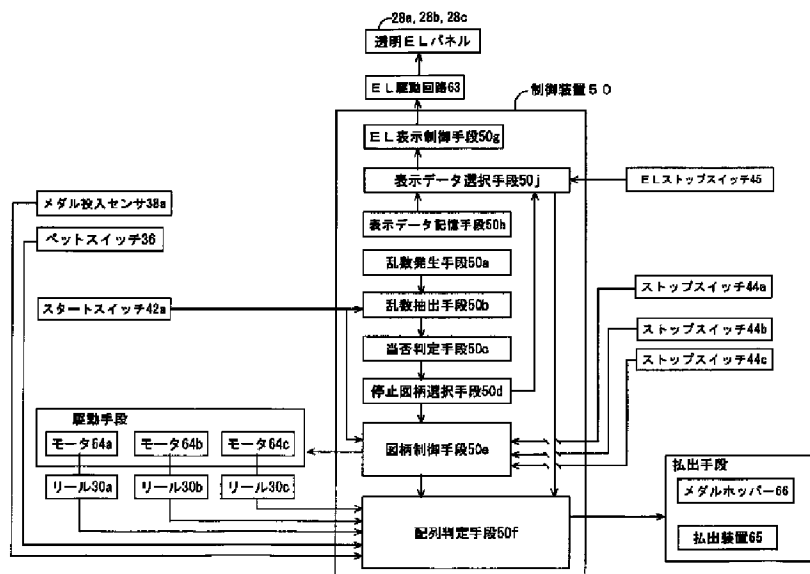 28a, 28b, 28c
透明ELパネル
EL駆動回路63
制御装置50
EL表示制御手段50g
表示データ選択手段50j
ELストップスイッチ45
メダル投入センサ38a
表示データ記憶手段50h
ベットスイッチ36
乱数発生手段50a
ストップスイッチ44a
スタートスイッチ42a
乱数抽出手段50b
ストップスイッチ44b
当否判定手段50c
ストップスイッチ44c
停止図柄選択手段50d
駆動手段
モータ64a
モータ64b
モータ64c
図柄制御手段50e
払出手段
リール30a
リール30b
リール30c
メダルホッパー66
配列判定手段50f
払出装置65